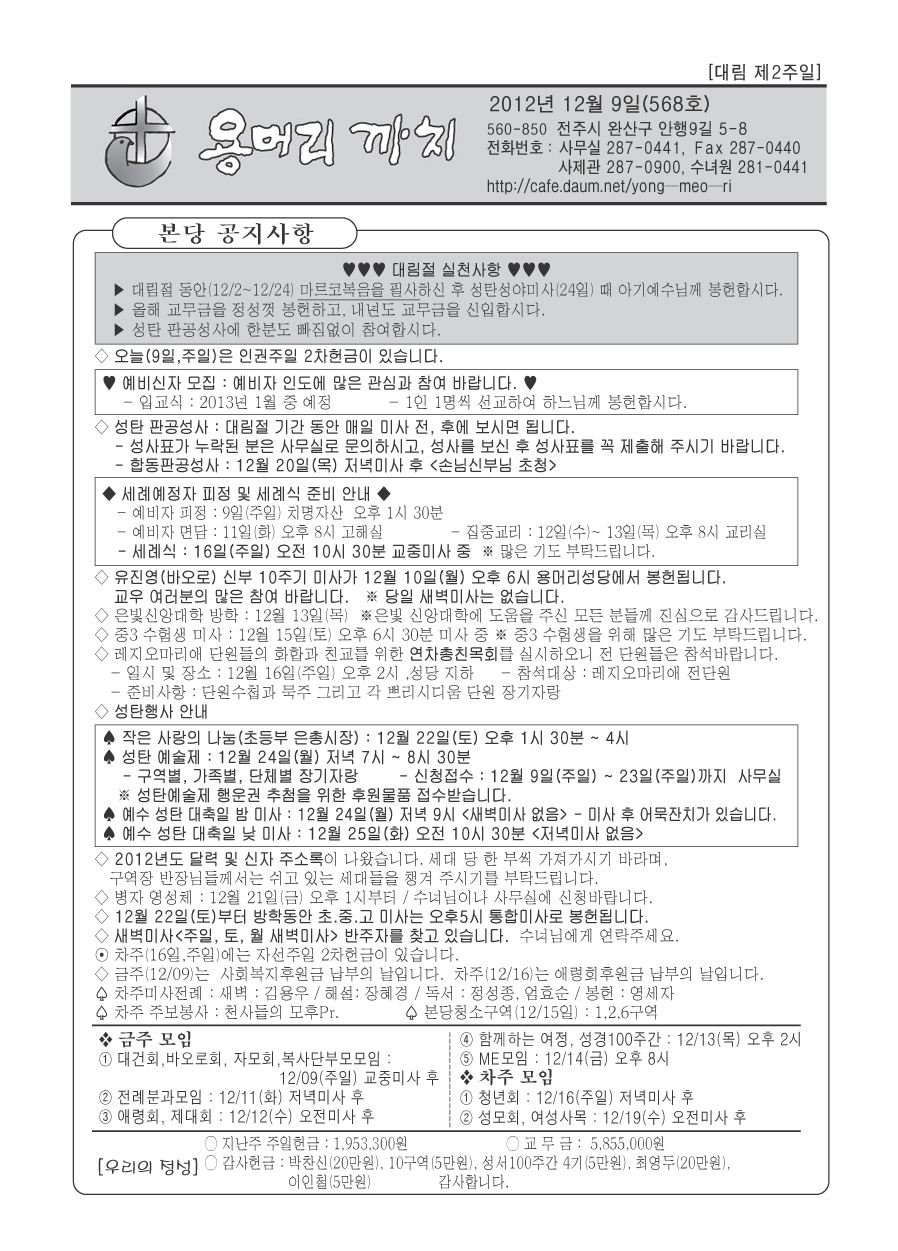 [대림 제2주일]
용머리 까치
2012년 12월 9일(568호)
560-850 전주시 완산구 안행9길 5-8
전화번호 : 사무실 287-0441, Fax 287-0440
사제관 287-0900, 수녀원 281-0441
http://cafe.daum.net/yong─meo─ri
본당 공지사항
♥♥♥ 대림절 실천사항 ♥♥♥
▶ 대림절 동안(12/2~12/24) 마르코복음을 필사하신 후 성탄성야미사(24일) 때 아기예수님께 봉헌합시다.
▶ 올해 교무금을 정성껏 봉헌하고, 내년도 교무금을 신입합시다.
▶ 성탄 판공성사에 한분도 빠짐없이 참여합시다.
◇ 오늘(9일,주일)은 인권주일 2차헌금이 있습니다.
♥ 예비신자 모집 : 예비자 인도에 많은 관심과 참여 바랍니다. ♥
- 입교식 : 2013년 1월 중 예정 - 1인 1명씩 선교하여 하느님께 봉헌합시다.
◇ 성탄 판공성사 : 대림절 기간 동안 매일 미사 전, 후에 보시면 됩니다.
- 성사표가 누락된 분은 사무실로 문의하시고, 성사를 보신 후 성사표를 꼭 제출해 주시기 바랍니다.
- 합동판공성사 : 12월 20일(목) 저녁미사 후 <손님신부님 초청>
◆ 세례예정자 피정 및 세례식 준비 안내 ◆
- 예비자 피정 : 9일(주일) 치명자산 오후 1시 30분
- 예비자 면담 : 11일(화) 오후 8시 고해실 - 집중교리 : 12일(수)~ 13일(목) 오후 8시 교리실
- 세례식 : 16일(주일) 오전 10시 30분 교중미사 중 ※ 많은 기도 부탁드립니다.
◇ 유진영(바오로) 신부 10주기 미사가 12월 10일(월) 오후 6시 용머리성당에서 봉헌됩니다.
교우 여러분의 많은 참여 바랍니다. ※ 당일 새벽미사는 없습니다.
◇ 은빛신앙대학 방학 : 12월 13일(목) ※은빛 신앙대학에 도움을 주신 모든 분들께 진심으로 감사드립니다.
◇ 중3 수험생 미사 : 12월 15일(토) 오후 6시 30분 미사 중 ※ 중3 수험생을 위해 많은 기도 부탁드립니다.
◇ 레지오마리애 단원들의 화합과 친교를 위한 연차총친목회를 실시하오니 전 단원들은 참석바랍니다.
- 일시 및 장소 : 12월 16일(주일) 오후 2시 ,성당 지하 - 참석대상 : 레지오마리애 전단원
- 준비사항 : 단원수첩과 묵주 그리고 각 쁘리시디움 단원 장기자랑
◇ 성탄행사 안내
♠ 작은 사랑의 나눔(초등부 은총시장) : 12월 22일(토) 오후 1시 30분 ~ 4시
♠ 성탄 예술제 : 12월 24일(월) 저녁 7시 ~ 8시 30분
- 구역별, 가족별, 단체별 장기자랑 - 신청접수 : 12월 9일(주일) ~ 23일(주일)까지 사무실
※ 성탄예술제 행운권 추첨을 위한 후원물품 접수받습니다.
♠ 예수 성탄 대축일 밤 미사 : 12월 24일(월) 저녁 9시 <새벽미사 없음> - 미사 후 어묵잔치가 있습니다.
♠ 예수 성탄 대축일 낮 미사 : 12월 25일(화) 오전 10시 30분 <저녁미사 없음>
◇ 2012년도 달력 및 신자 주소록이 나왔습니다. 세대 당 한 부씩 가져가시기 바라며,
구역장 반장님들께서는 쉬고 있는 세대들을 챙겨 주시기를 부탁드립니다.
◇ 병자 영성체 : 12월 21일(금) 오후 1시부터 / 수녀님이나 사무실에 신청바랍니다.
◇ 12월 22일(토)부터 방학동안 초.중.고 미사는 오후5시 통합미사로 봉헌됩니다.
◇ 새벽미사<주일, 토, 월 새벽미사> 반주자를 찾고 있습니다. 수녀님에게 연락주세요.
⊙ 차주(16일,주일)에는 자선주일 2차헌금이 있습니다.
◇ 금주(12/09)는 사회복지후원금 납부의 날입니다. 차주(12/16)는 애령회후원금 납부의 날입니다.
♤ 차주미사전례 : 새벽 : 김용우 / 해설: 장혜경 / 독서 : 정성종, 엄효순 / 봉헌 : 영세자
♤ 차주 주보봉사 : 천사들의 모후Pr. ♤ 본당청소구역(12/15일) : 1,2,6구역
❖ 금주 모임
① 대건회,바오로회, 자모회,복사단부모모임 :
12/09(주일) 교중미사 후
② 전례분과모임 : 12/11(화) 저녁미사 후
③ 애령회, 제대회 : 12/12(수) 오전미사 후
④ 함께하는 여정, 성경100주간 : 12/13(목) 오후 2시
⑤ ME모임 : 12/14(금) 오후 8시
❖ 차주 모임
① 청년회 : 12/16(주일) 저녁미사 후
② 성모회, 여성사목 : 12/19(수) 오전미사 후
[우리의 정성]
○ 지난주 주일헌금 : 1,953,300원 ○ 교 무 금 : 5,855,000원
○ 감사헌금 : 박찬신(20만원), 10구역(5만원), 성서100주간 4기(5만원), 최영두(20만원),
이인철(5만원) 감사합니다.